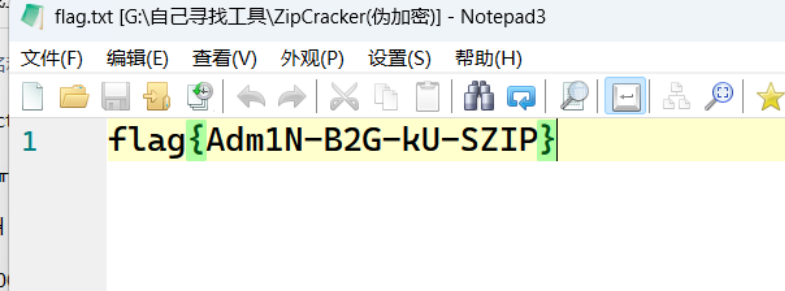 flag.txt [G:\自己寻找工具\ZipCracker(伪加密)] - Notepad3
文件(F) 编辑(E) 查看(V) 外观(P) 设置(S) 帮助(H)
1 flag{Adm1N-B2G-kU-SZIP}